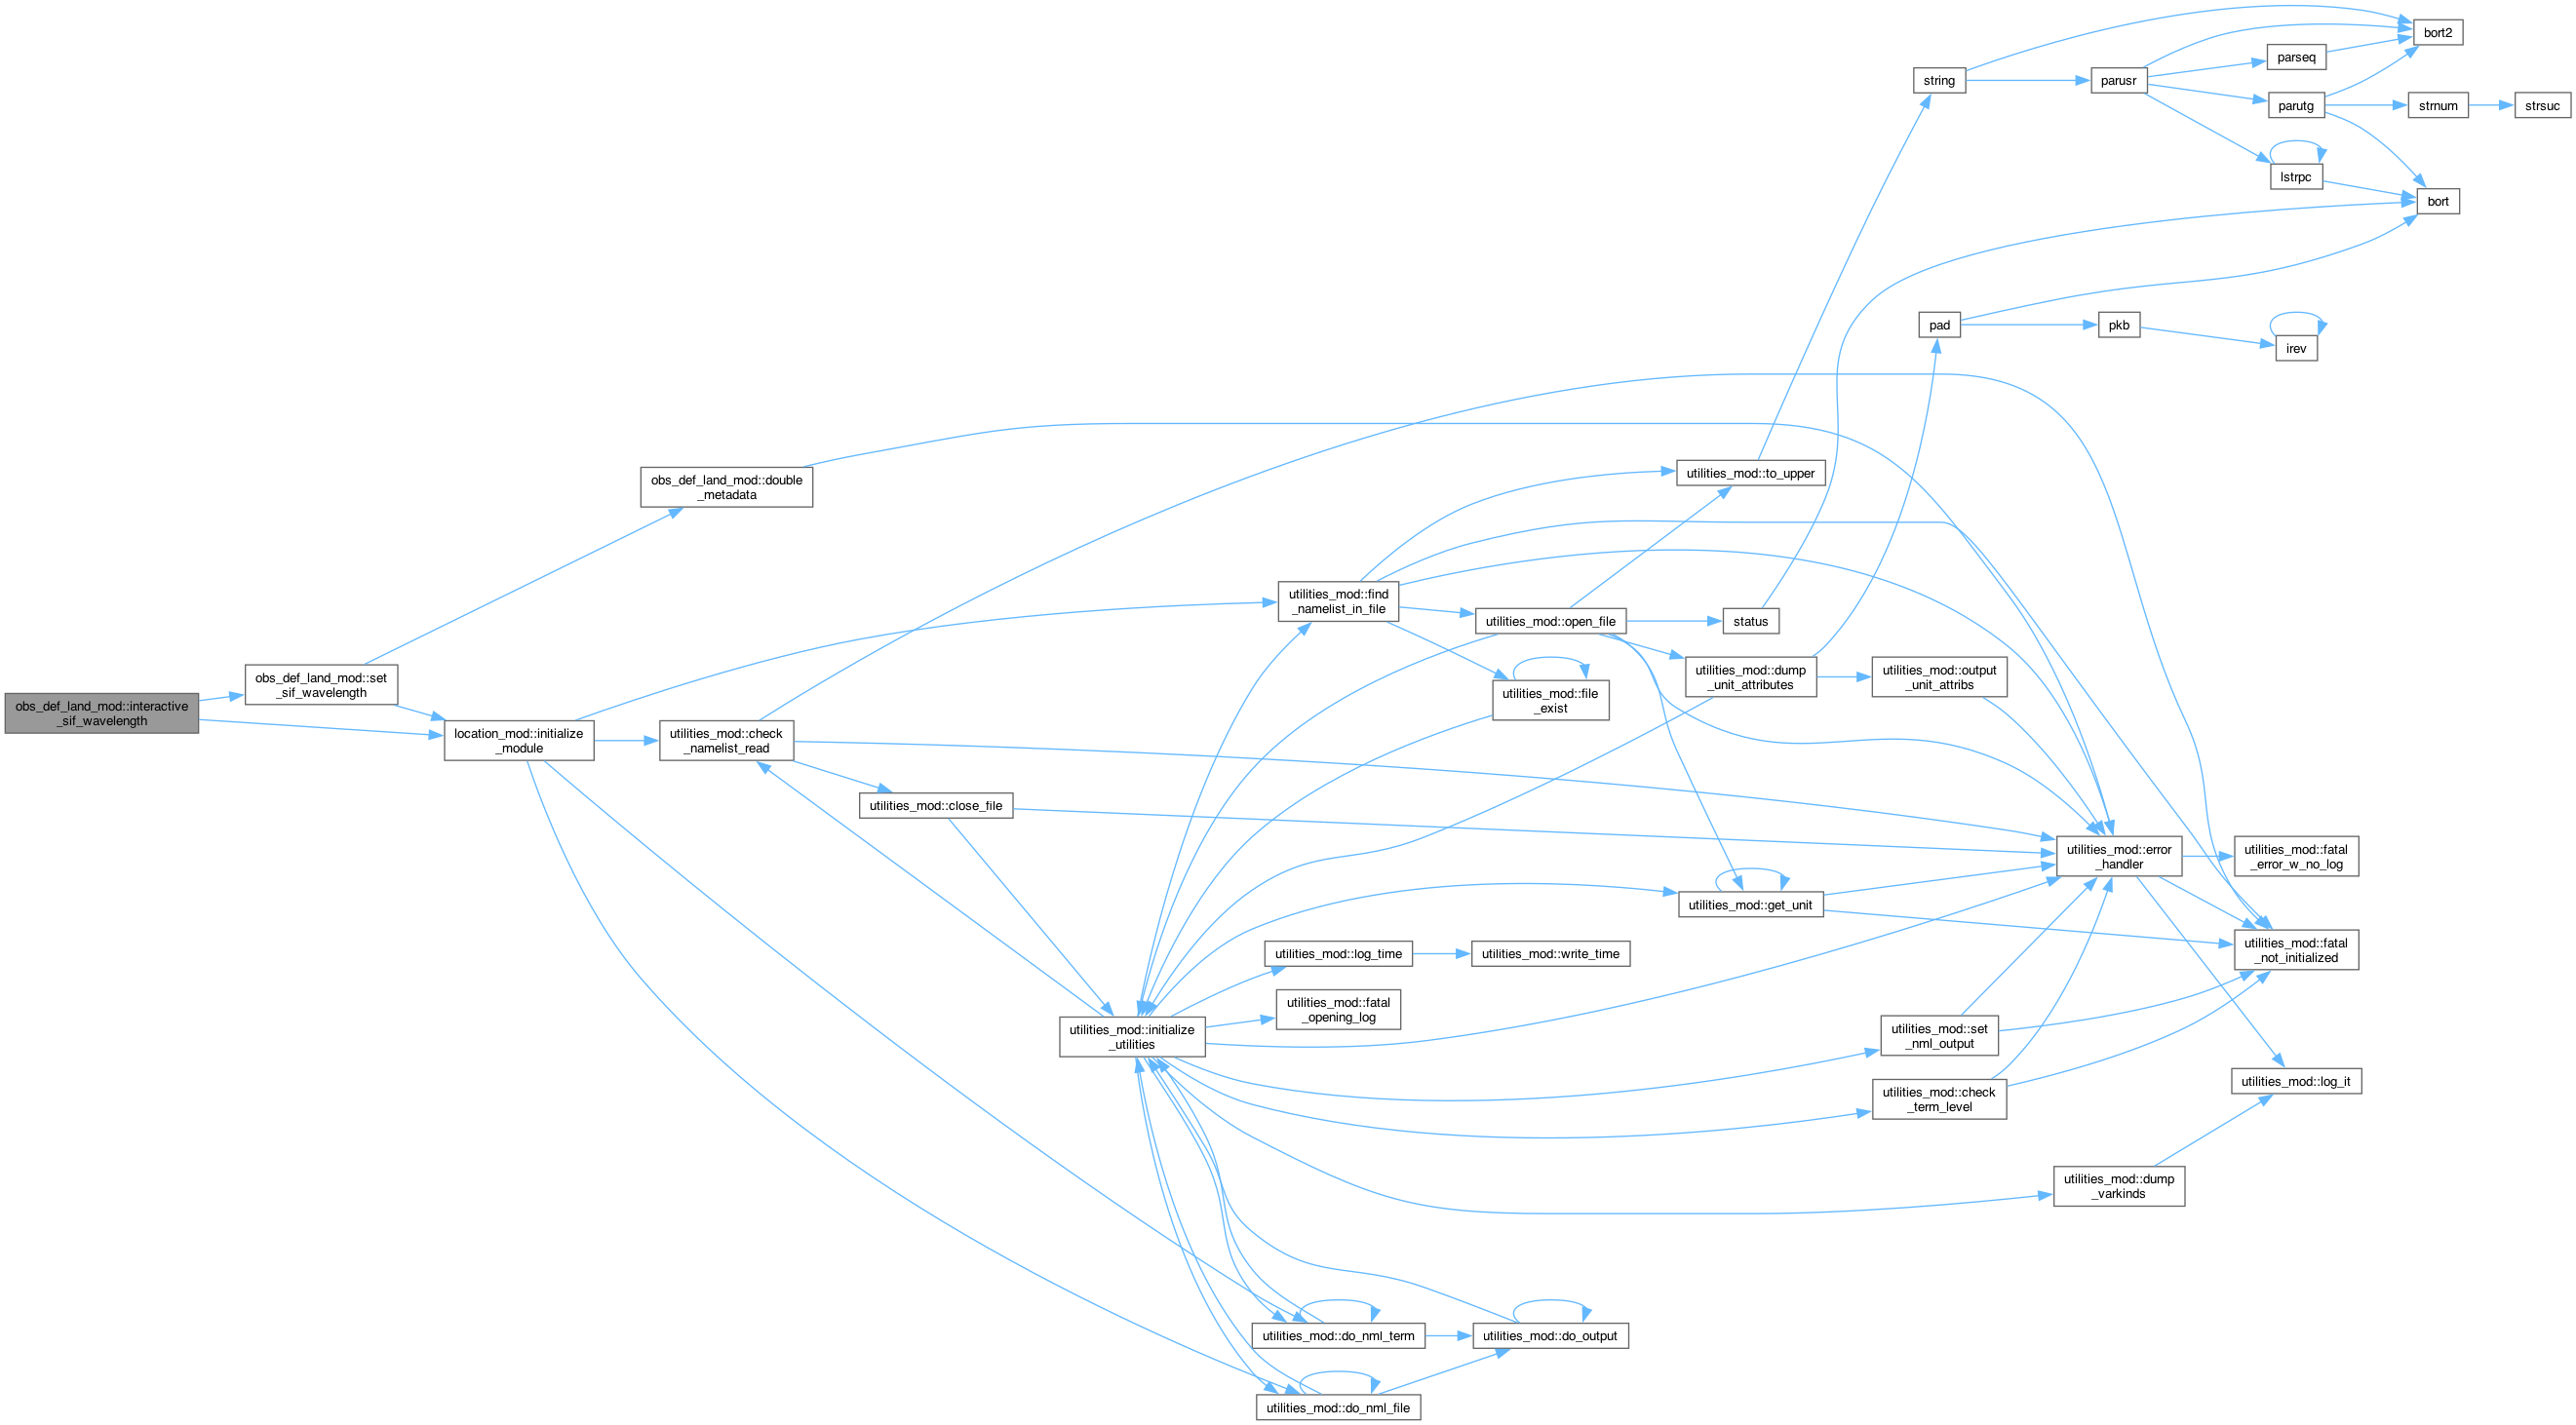 bort2
string
parusr
parseq
parutg
strnum
strsuc
lstrpc
bort
pad
pkb
irev
utilities_mod::to_upper
obs_def_land_mod::double
_metadata
utilities_mod::find
_namelist_in_file
utilities_mod::open_file
status
obs_def_land_mod::set
_sif_wavelength
utilities_mod::dump
_unit_attributes
utilities_mod::output
_unit_attribs
utilities_mod::file
_exist
obs_def_land_mod::interactive
_sif_wavelength
location_mod::initialize
_module
utilities_mod::check
_namelist_read
utilities_mod::close_file
utilities_mod::error
_handler
utilities_mod::fatal
_error_w_no_log
utilities_mod::get_unit
utilities_mod::log_time
utilities_mod::write_time
utilities_mod::fatal
_not_initialized
utilities_mod::fatal
_opening_log
utilities_mod::initialize
_utilities
utilities_mod::set
_nml_output
utilities_mod::log_it
utilities_mod::check
_term_level
utilities_mod::dump
_varkinds
utilities_mod::do_nml_term
utilities_mod::do_output
utilities_mod::do_nml_file